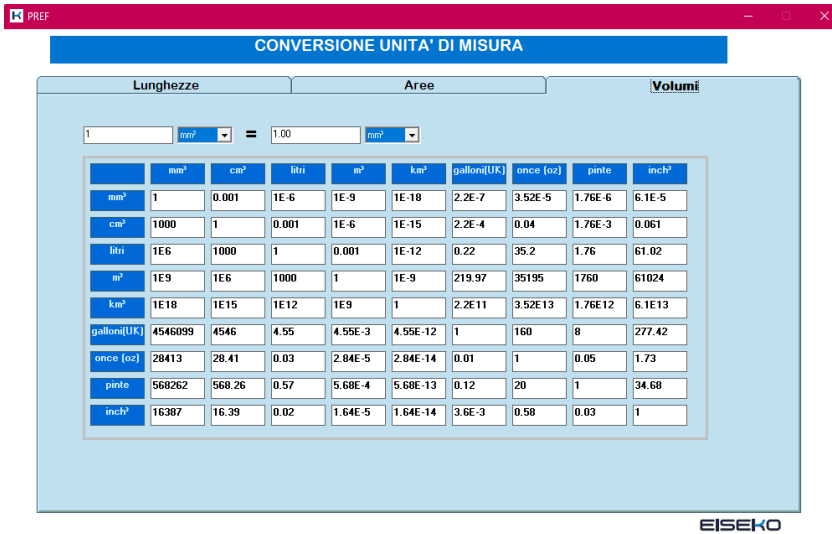 PREF
CONVERSIONE UNITA' DI MISURA
Lunghezze Aree Volumi
1 mm³ = 1.00 mm³
mm³ cm³ litri m³ km³ galloni(UK) once (oz) pinte inch³
mm³ 1 0.001 1E-6 1E-9 1E-18 2.2E-7 3.52E-5 1.76E-6 6.1E-5
cm³ 1000 1 0.001 1E-6 1E-15 2.2E-4 0.04 1.76E-3 0.061
litri 1E6 1000 1 0.001 1E-12 0.22 35.2 1.76 61.02
m³ 1E9 1E6 1000 1 1E-9 219.97 35195 1760 61024
km³ 1E18 1E15 1E12 1E9 1 2.2E11 3.52E13 1.76E12 6.1E13
galloni(UK) 4546099 4546 4.55 4.55E-3 4.55E-12 1 160 8 277.42
once (oz) 28413 28.41 0.03 2.84E-5 2.84E-14 0.01 1 0.05 1.73
pinte 568262 568.26 0.57 5.68E-4 5.68E-13 0.12 20 1 34.68
inch³ 16387 16.39 0.02 1.64E-5 1.64E-14 3.6E-3 0.58 0.03 1
EISEKO